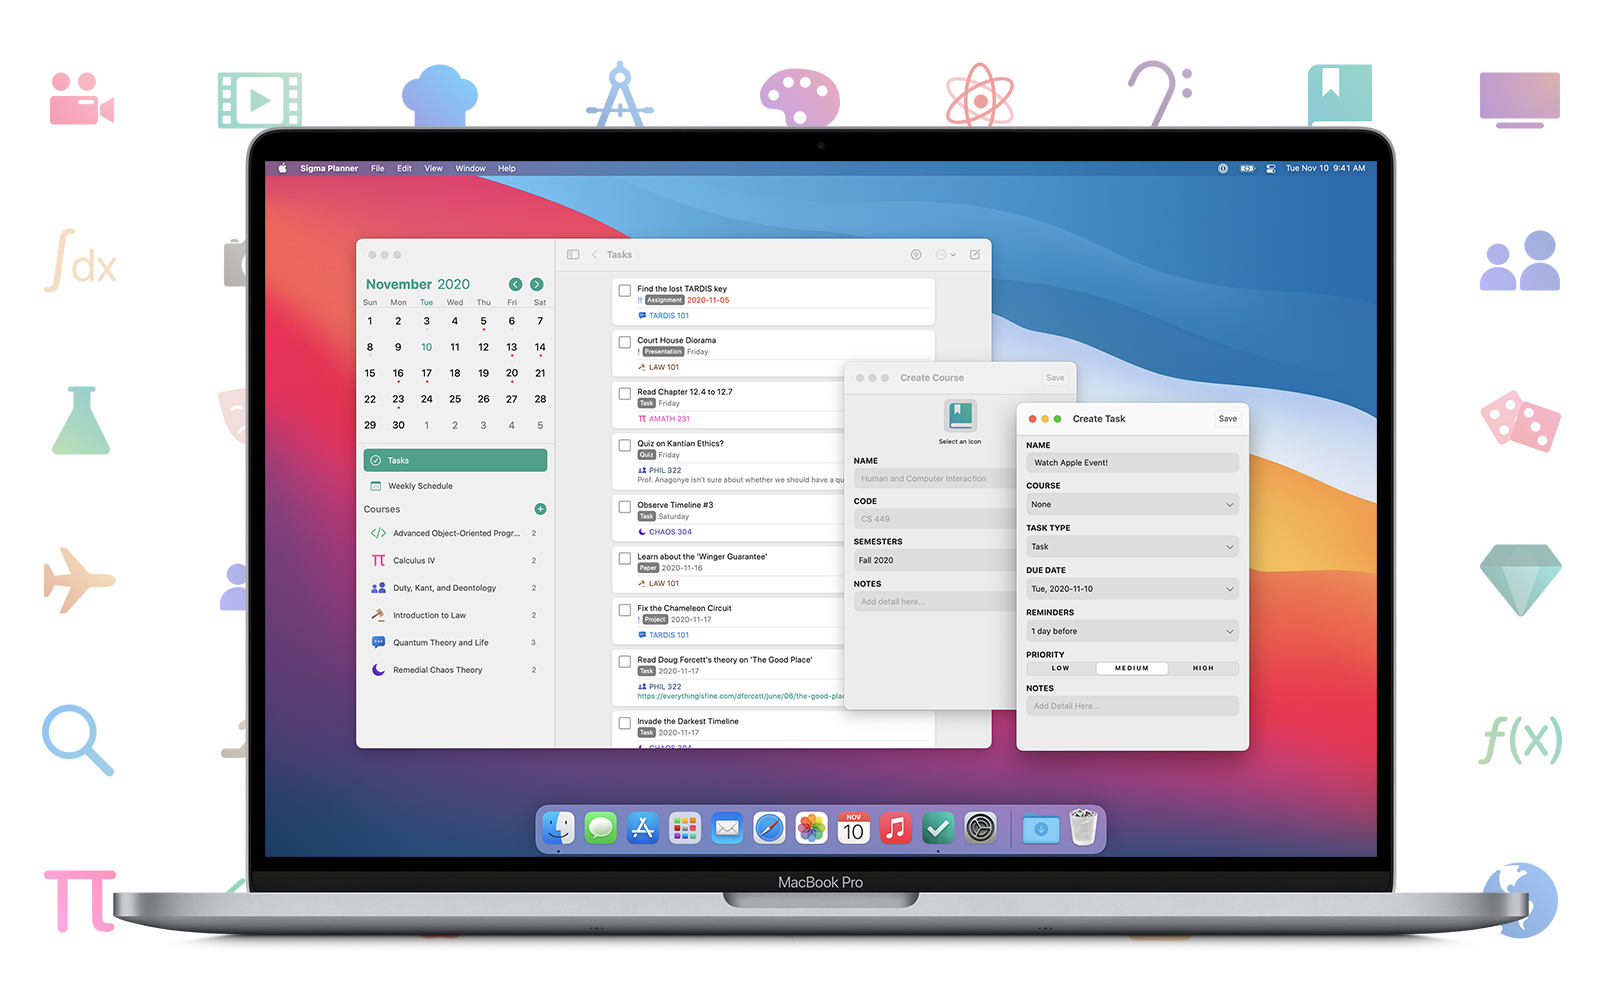 ∫dx
π
f(x)
Sigma Planner File Edit View Window Help
Tue Nov 10 9:41 AM
November 2020
Sun Mon Tue Wed Thu Fri Sat
1 2 3 4 5 6 7
8 9 10 11 12 13 14
15 16 17 18 19 20 21
22 23 24 25 26 27 28
29 30 1 2 3 4 5
Tasks
Weekly Schedule
Courses
</> Advanced Object-Oriented Progr... 2
π Calculus IV 2
Duty, Kant, and Deontology 2
Introduction to Law 2
Quantum Theory and Life 3
Remedial Chaos Theory 2
Tasks
Find the lost TARDIS key
!! Assignment 2020-11-05
TARDIS 101
Court House Diorama
! Presentation Friday
LAW 101
Read Chapter 12.4 to 12.7
Task Friday
π AMATH 231
Quiz on Kantian Ethics?
Quiz Friday
PHIL 322
Prof. Anagonye isn't sure about whether we should have a qu
Observe Timeline #3
Task Saturday
CHAOS 304
Learn about the 'Winger Guarantee'
Paper 2020-11-16
LAW 101
Fix the Chameleon Circuit
! Project 2020-11-17
TARDIS 101
Read Doug Forcett's theory on 'The Good Place'
Task 2020-11-17
PHIL 322
https://everythingisfine.com/dforcett/june/06/the-good-pla
Invade the Darkest Timeline
Task 2020-11-17
CHAOS 304
Create Course Save
Select an Icon
NAME
Human and Computer Interaction
CODE
CS 449
SEMESTERS
Fall 2020
NOTES
Add detail here...
Create Task Save
NAME
Watch Apple Event!
COURSE
None
TASK TYPE
Task
DUE DATE
Tue, 2020-11-10
REMINDERS
1 day before
PRIORITY
LOW MEDIUM HIGH
NOTES
Add Detail Here...
NOV
10
MacBook Pro